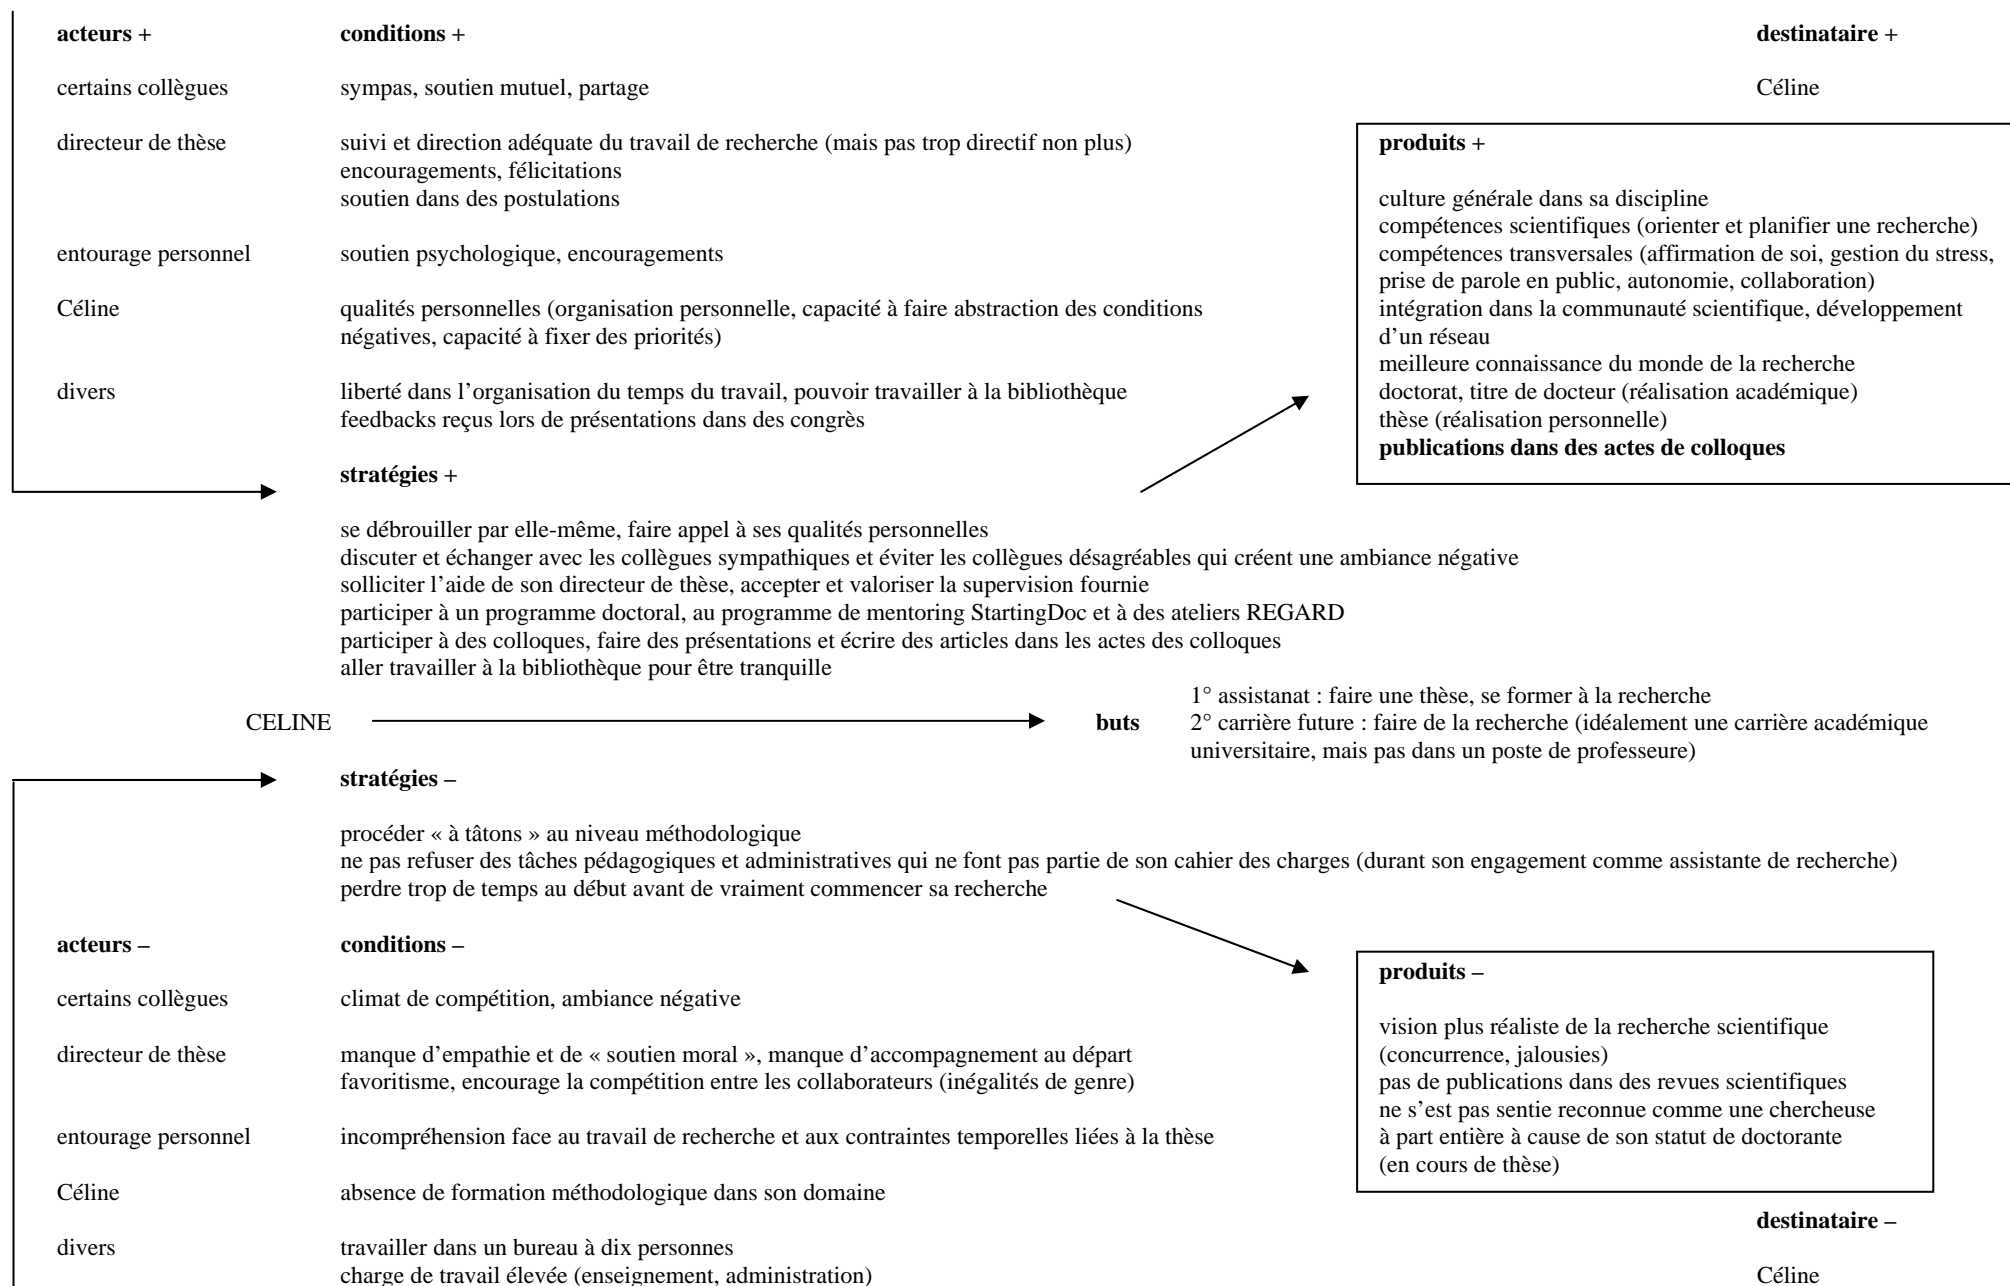 acteurs + conditions + destinataire +
certains collègues sympas, soutien mutuel, partage Céline
directeur de thèse suivi et direction adéquate du travail de recherche (mais pas trop directif non plus)
encouragements, félicitations
soutien dans des postulations
entourage personnel soutien psychologique, encouragements
Céline qualités personnelles (organisation personnelle, capacité à faire abstraction des conditions
négatives, capacité à fixer des priorités)
divers liberté dans l’organisation du temps du travail, pouvoir travailler à la bibliothèque
feedbacks reçus lors de présentations dans des congrès
produits +
culture générale dans sa discipline
compétences scientifiques (orienter et planifier une recherche)
compétences transversales (affirmation de soi, gestion du stress,
prise de parole en public, autonomie, collaboration)
intégration dans la communauté scientifique, développement
d’un réseau
meilleure connaissance du monde de la recherche
doctorat, titre de docteur (réalisation académique)
thèse (réalisation personnelle)
publications dans des actes de colloques
stratégies +
se débrouiller par elle-même, faire appel à ses qualités personnelles
discuter et échanger avec les collègues sympathiques et éviter les collègues désagréables qui créent une ambiance négative
solliciter l’aide de son directeur de thèse, accepter et valoriser la supervision fournie
participer à un programme doctoral, au programme de mentoring StartingDoc et à des ateliers REGARD
participer à des colloques, faire des présentations et écrire des articles dans les actes des colloques
aller travailler à la bibliothèque pour être tranquille
CELINE buts
1° assistanat : faire une thèse, se former à la recherche
2° carrière future : faire de la recherche (idéalement une carrière académique
universitaire, mais pas dans un poste de professeure)
stratégies –
procéder « à tâtons » au niveau méthodologique
ne pas refuser des tâches pédagogiques et administratives qui ne font pas partie de son cahier des charges (durant son engagement comme assistante de recherche)
perdre trop de temps au début avant de vraiment commencer sa recherche
acteurs – conditions –
certains collègues climat de compétition, ambiance négative
directeur de thèse manque d’empathie et de « soutien moral », manque d’accompagnement au départ
favoritisme, encourage la compétition entre les collaborateurs (inégalités de genre)
entourage personnel incompréhension face au travail de recherche et aux contraintes temporelles liées à la thèse
Céline absence de formation méthodologique dans son domaine
divers travailler dans un bureau à dix personnes
charge de travail élevée (enseignement, administration)
produits –
vision plus réaliste de la recherche scientifique
(concurrence, jalousies)
pas de publications dans des revues scientifiques
ne s’est pas sentie reconnue comme une chercheuse
à part entière à cause de son statut de doctorante
(en cours de thèse)
destinataire –
Céline